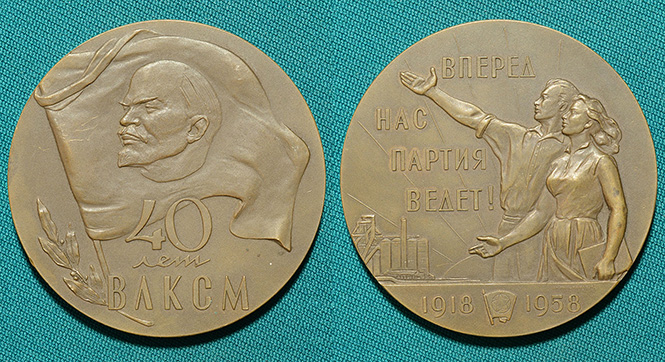 40
лет
ВЛКСМ
ВПЕРЕД
НАС
ПАРТИЯ
ВЕДЕТ!
1918 1958